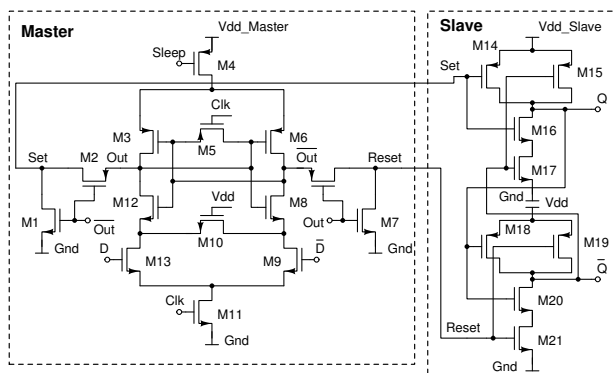 Master
Vdd_Master
Sleep
M4
Clk
M3
M5
M6
Set
M2
Out
Out
Reset
M12
M8
M1
Out
Vdd
Out
M7
Gnd
M10
Gnd
D
M13
M9
D
Clk
M11
Gnd
Slave
Vdd_Slave
M14
Set
M15
Q
M16
M17
Gnd
Vdd
M18
M19
Q
M20
Reset
M21
Gnd